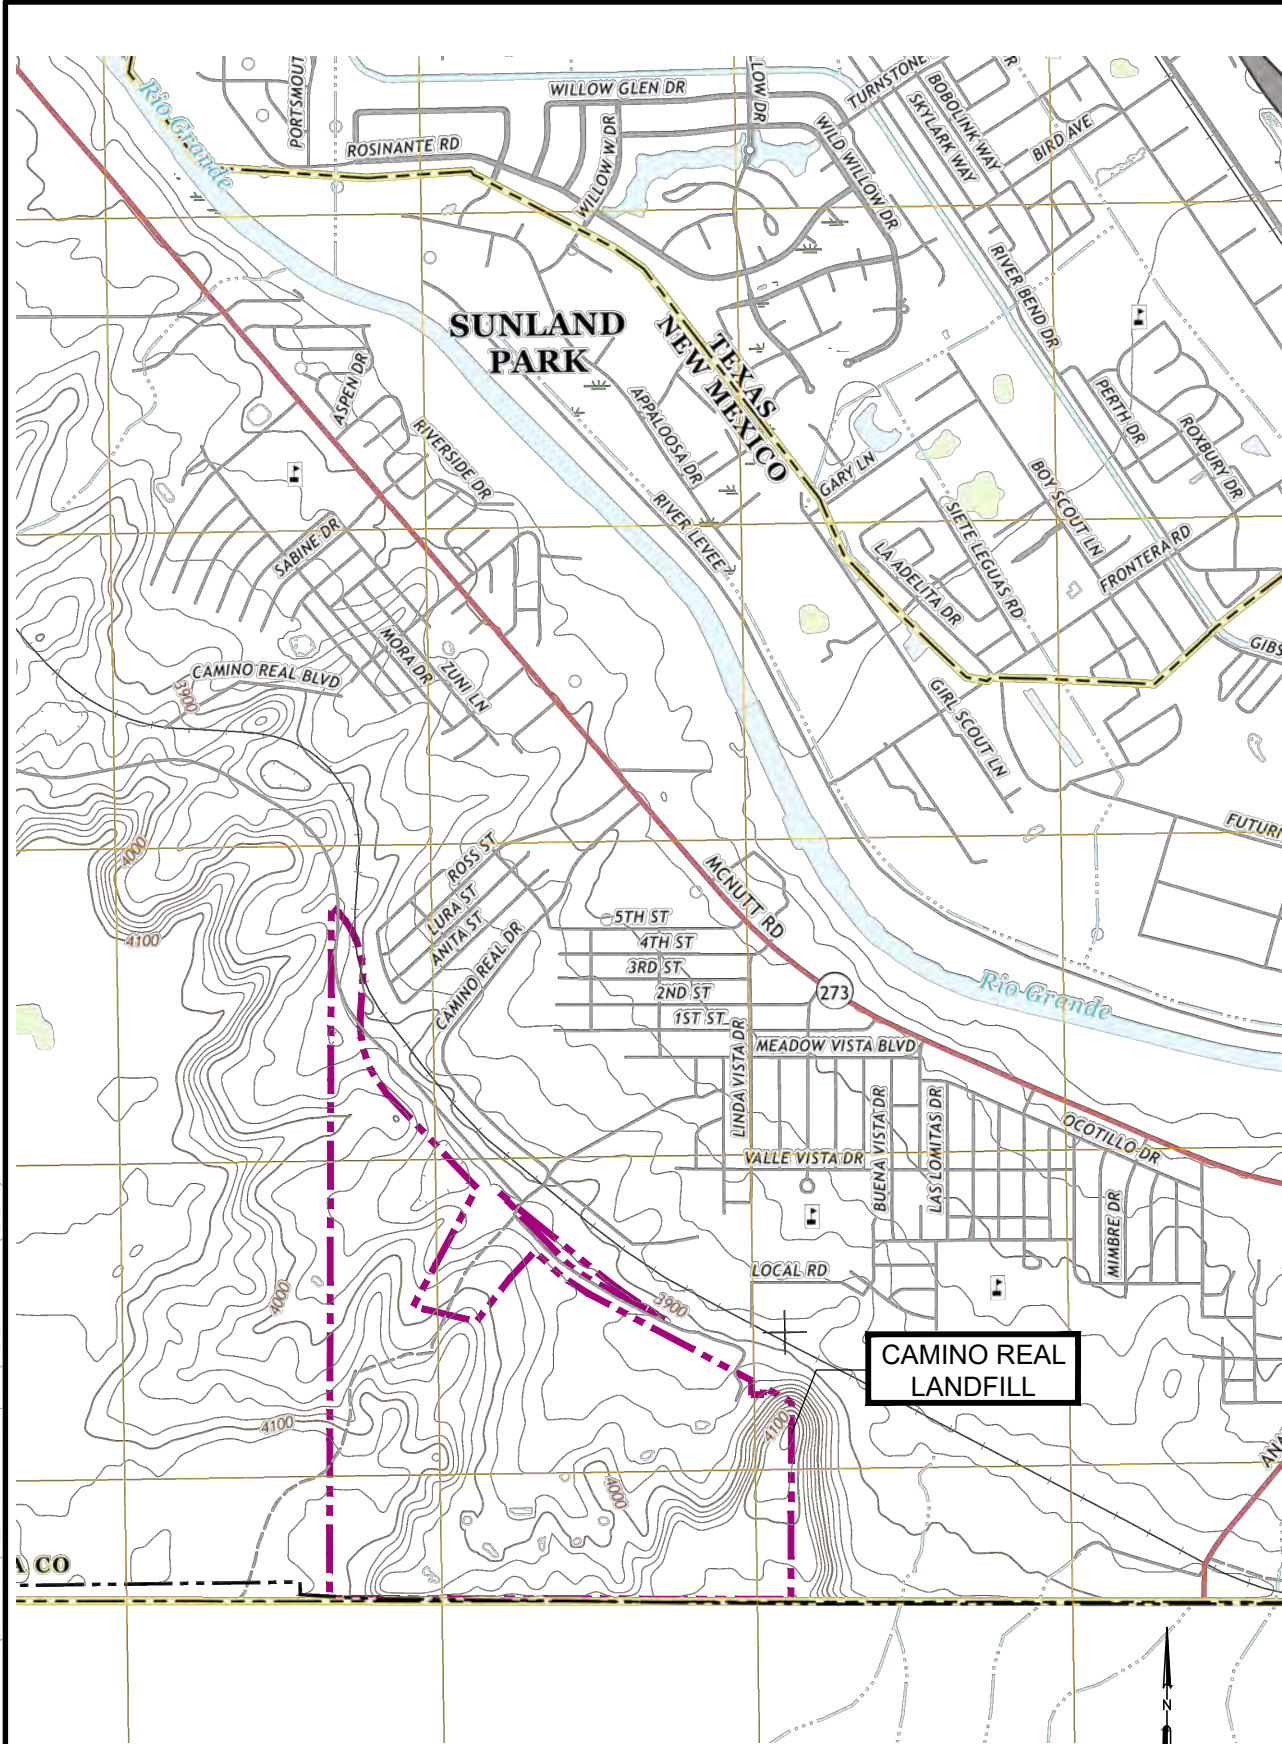 PORTSMOUT
WILLOW GLEN DR
LOW DR
TURNSTONE
BOBOLINK WAY
SKYLARK WAY
BIRD AVE
Rio Grande
ROSINANTE RD
WILLOW W DR
WILD WILLOW DR
RIVER BEND DR
SUNLAND
PARK
TEXAS
NEW MEXICO
ASPEN DR
RIVERSIDE DR
APPALOOSA DR
PERTH DR
ROXBURY DR
GARY LN
BOY SCOUT LN
SIETE LEGUAS RD
RIVER LEVEE
SABINE DR
LA ADELITA DR
FRONTERA RD
GIBS
MORA DR
ZUNI LN
CAMINO REAL BLVD
3900
GIRL SCOUT LN
FUTURI
4000
ROSS ST
LURA ST
ANITA ST
CAMINO REAL DR
MCNUTT RD
4100
5TH ST
4TH ST
3RD ST
2ND ST
1ST ST
273
Rio Grande
LINDA VISTA DR
MEADOW VISTA BLVD
BUENA VISTA DR
LAS LOMITAS DR
OCOTILLO DR
VALLE VISTA DR
MIMBRE DR
LOCAL RD
4000
3900
CAMINO REAL
LANDFILL
4100
4100
4000
ANA
A CO
N